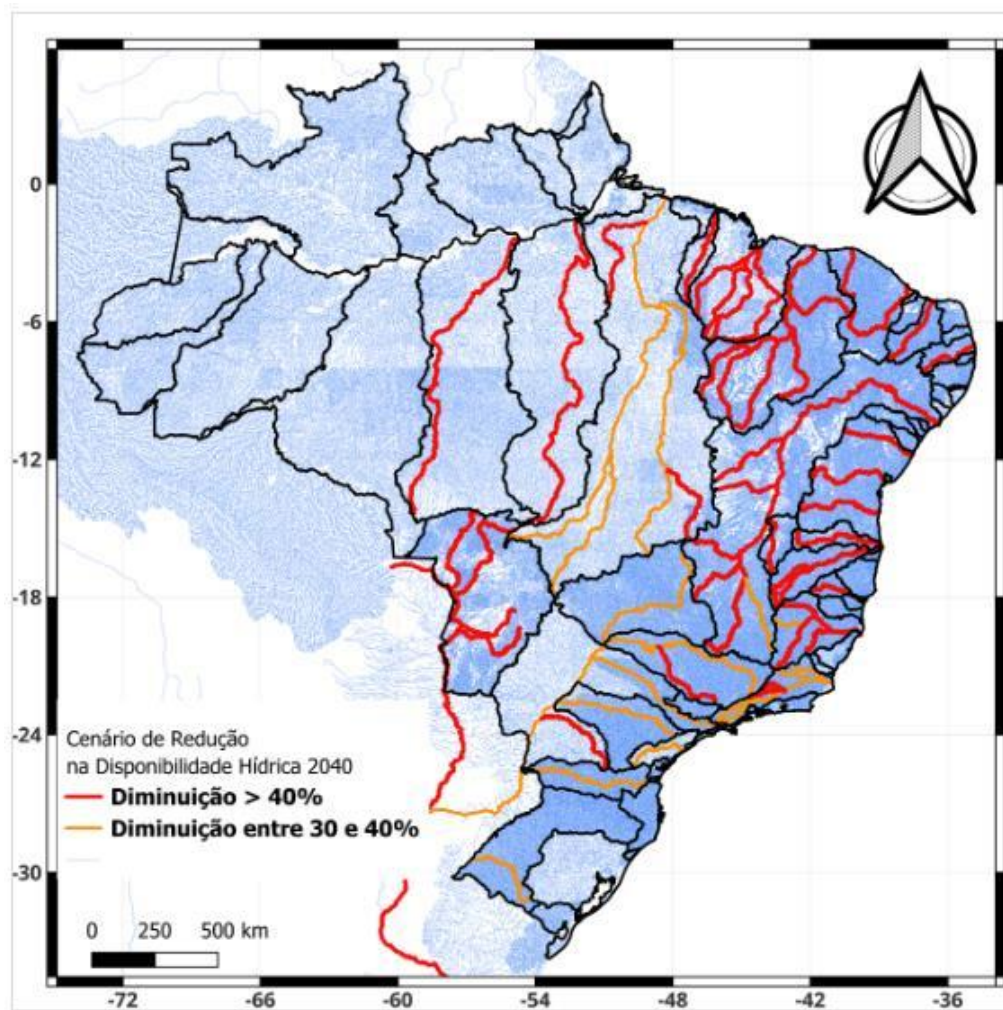 0
-6
-12
-18
-24
-30
Cenário de Redução
na Disponibilidade Hídrica 2040
Diminuição > 40%
Diminuição entre 30 e 40%
0 250 500 km
-72 -66 -60 -54 -48 -42 -36